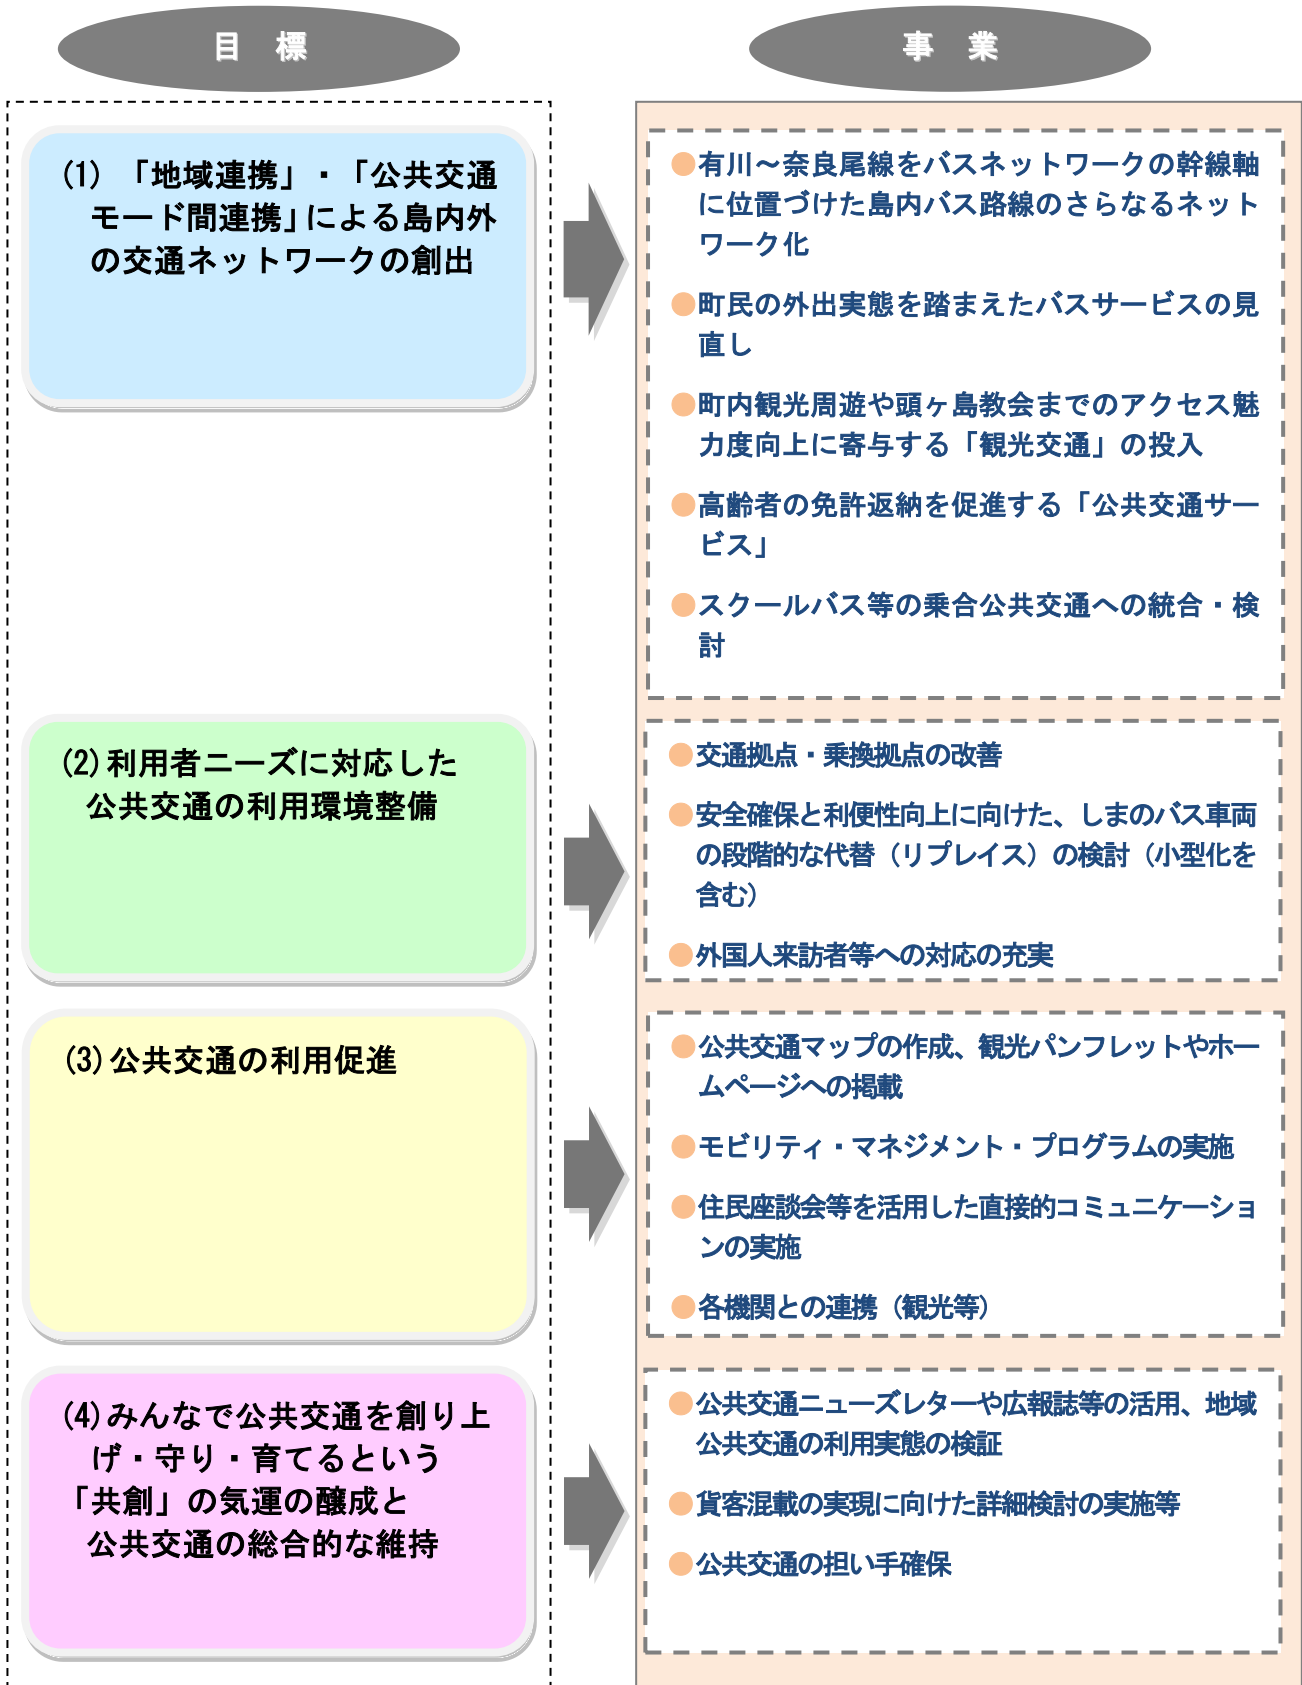 目　標
事　業
(1) 「地域連携」・「公共交通
モード間連携」による島内外
の交通ネットワークの創出
●有川～奈良尾線をバスネットワークの幹線軸
に位置づけた島内バス路線のさらなるネット
ワーク化
●町民の外出実態を踏まえたバスサービスの見
直し
●町内観光周遊や頭ヶ島教会までのアクセス魅
力度向上に寄与する「観光交通」の投入
●高齢者の免許返納を促進する「公共交通サー
ビス」
●スクールバス等の乗合公共交通への統合・検
討
(2)利用者ニーズに対応した
公共交通の利用環境整備
●交通拠点・乗換拠点の改善
●安全確保と利便性向上に向けた、しまのバス車両
の段階的な代替（リプレイス）の検討（小型化を
含む）
●外国人来訪者等への対応の充実
(3)公共交通の利用促進
●公共交通マップの作成、観光パンフレットやホー
ムページへの掲載
●モビリティ・マネジメント・プログラムの実施
●住民座談会等を活用した直接的コミュニケーショ
ンの実施
●各機関との連携（観光等）
(4)みんなで公共交通を創り上
げ・守り・育てるという
「共創」の気運の醸成と
公共交通の総合的な維持
●公共交通ニューズレターや広報誌等の活用、地域
公共交通の利用実態の検証
●貨客混載の実現に向けた詳細検討の実施等
●公共交通の担い手確保